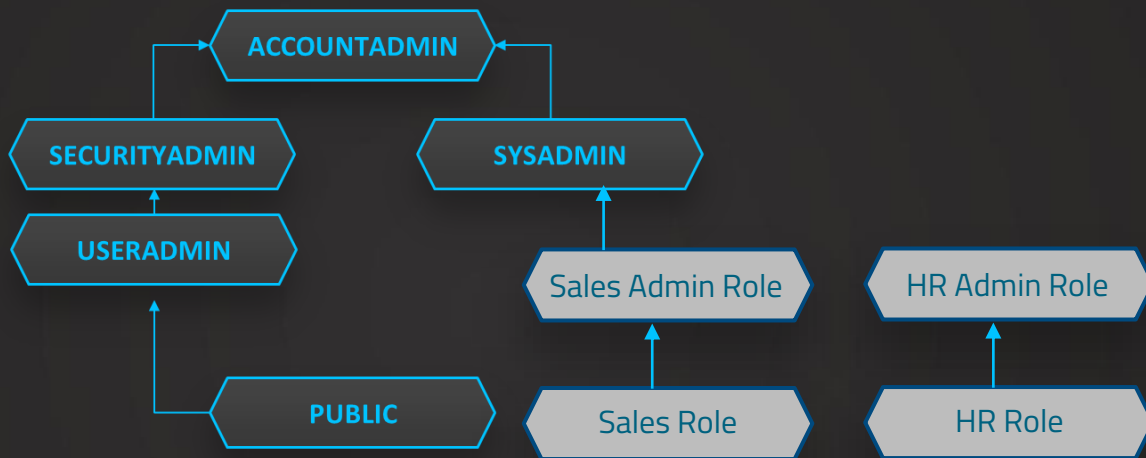 ACCOUNTADMIN
SECURITYADMIN
SYSADMIN
USERADMIN
Sales Admin Role
HR Admin Role
PUBLIC
Sales Role
HR Role